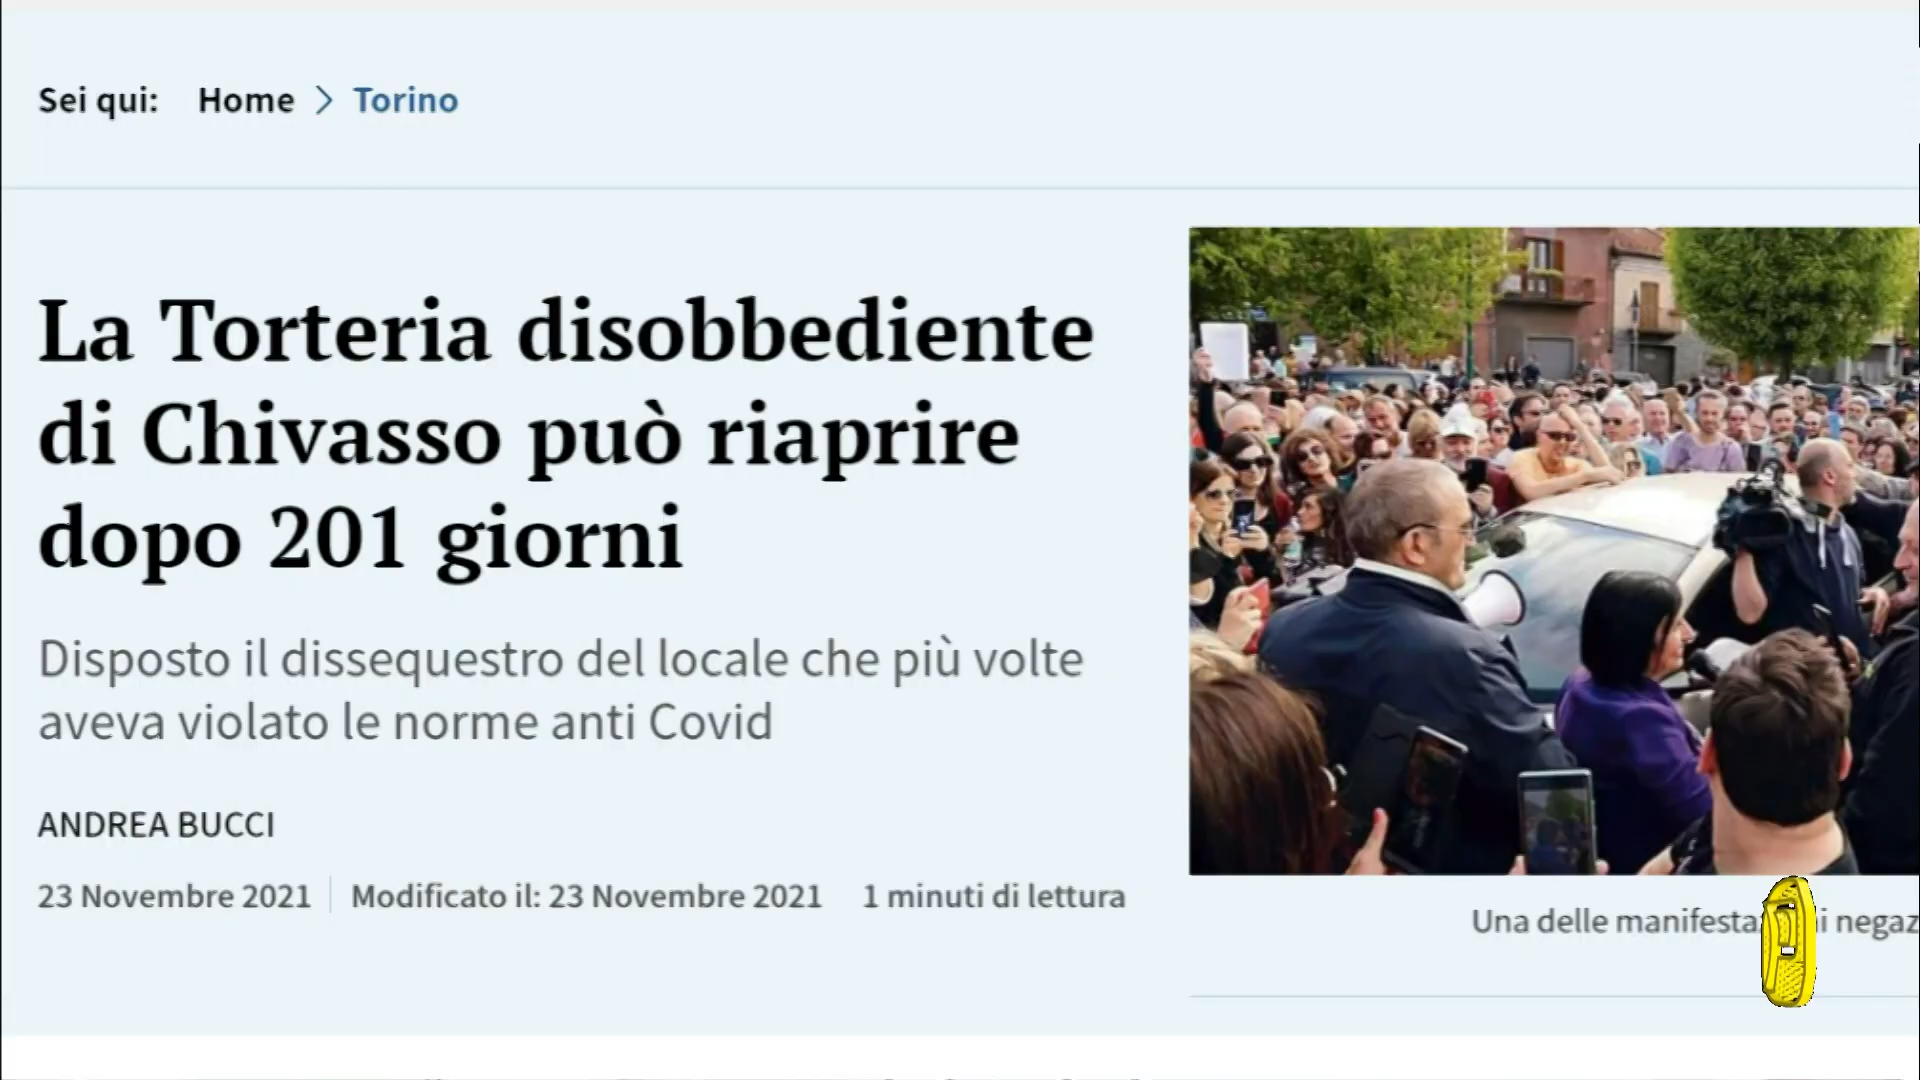 Sei qui: Home > Torino
La Torteria disobbediente
di Chivasso può riaprire
dopo 201 giorni
Disposto il dissequestro del locale che più volte
aveva violato le norme anti Covid
ANDREA BUCCI
23 Novembre 2021 Modificato il: 23 Novembre 2021 1 minuti di lettura
Una delle